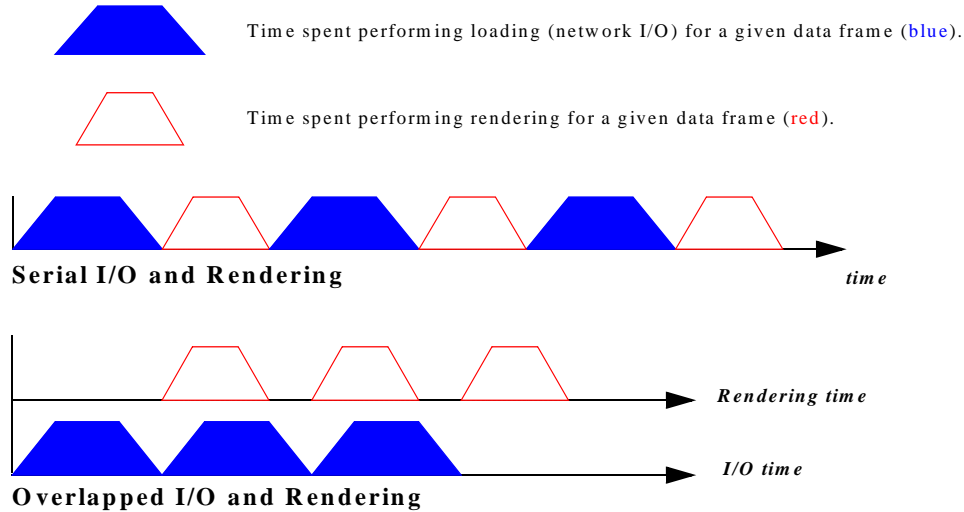 Time spent performing loading (network I/O) for a given data frame (blue).
Time spent performing rendering for a given data frame (red).
Serial I/O and Rendering
time
Rendering time
I/O time
Overlapped I/O and Rendering